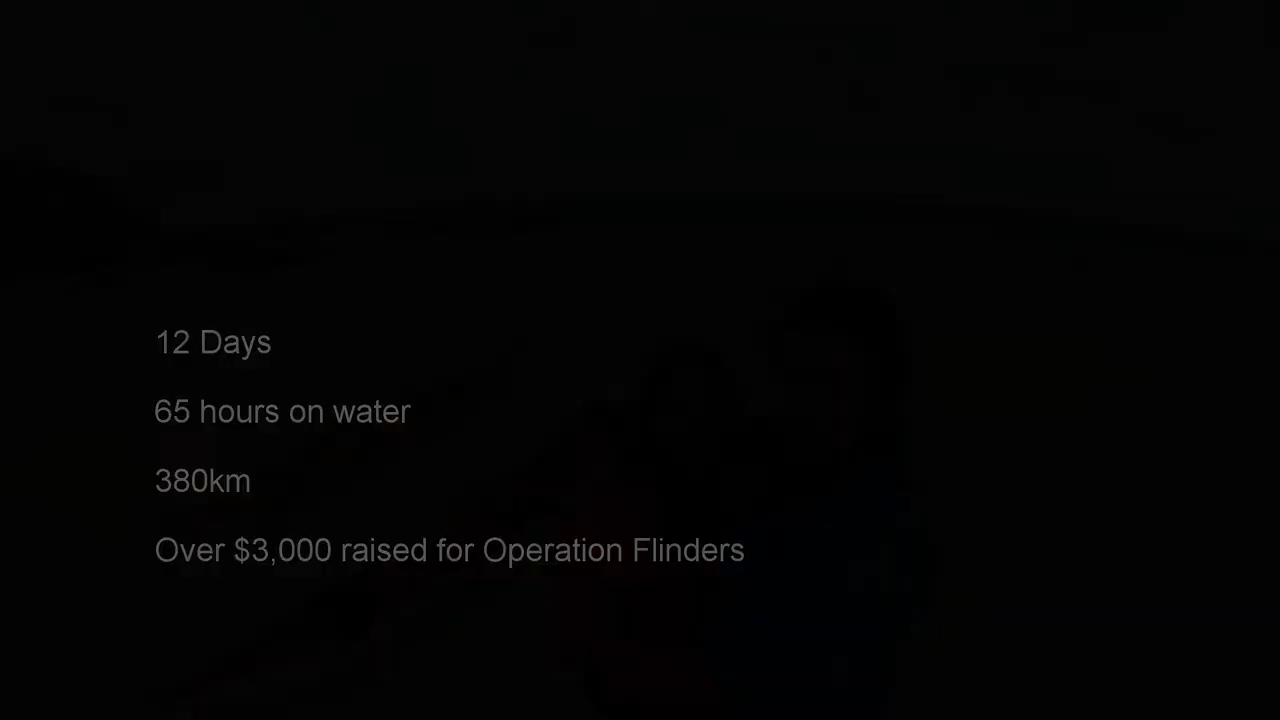 12 Days
65 hours on water
380km
Over $3,000 raised for Operation Flinders